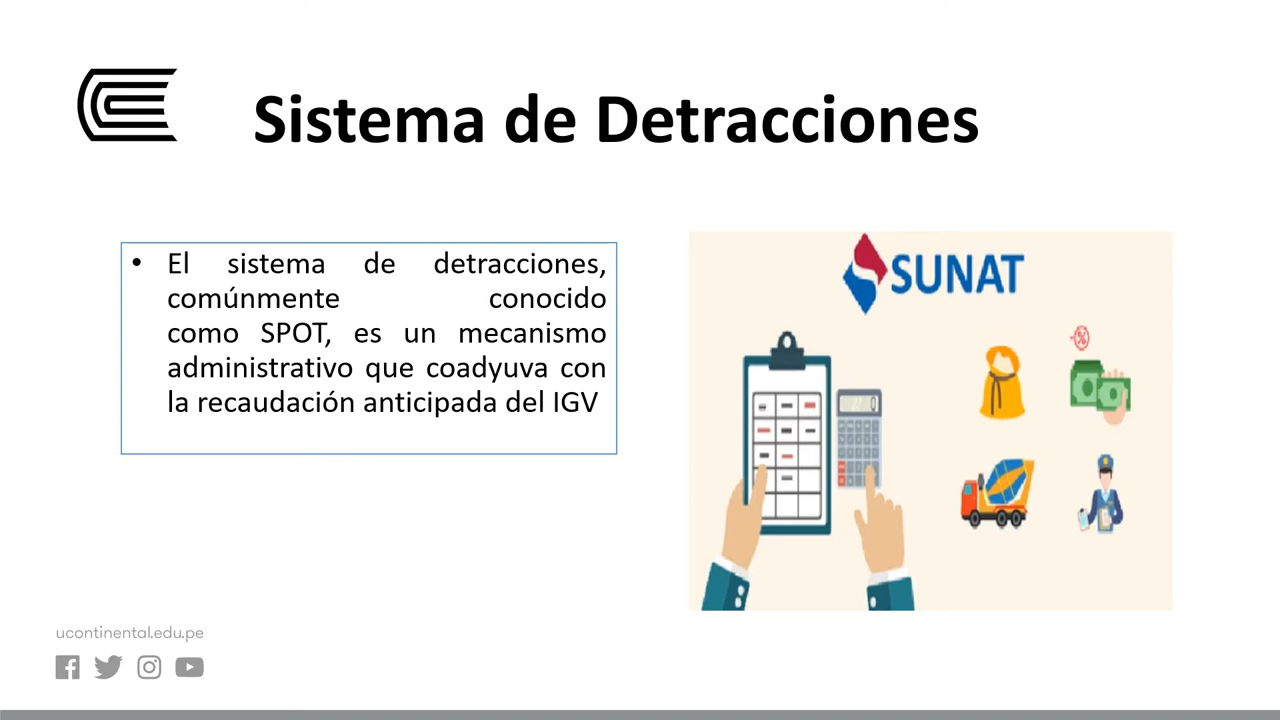 Sistema de Detracciones
• El sistema de detracciones,
comúnmente conocido
como SPOT, es un mecanismo
administrativo que coadyuva con
la recaudación anticipada del IGV
SUNAT
-%
ucontinental.edu.pe